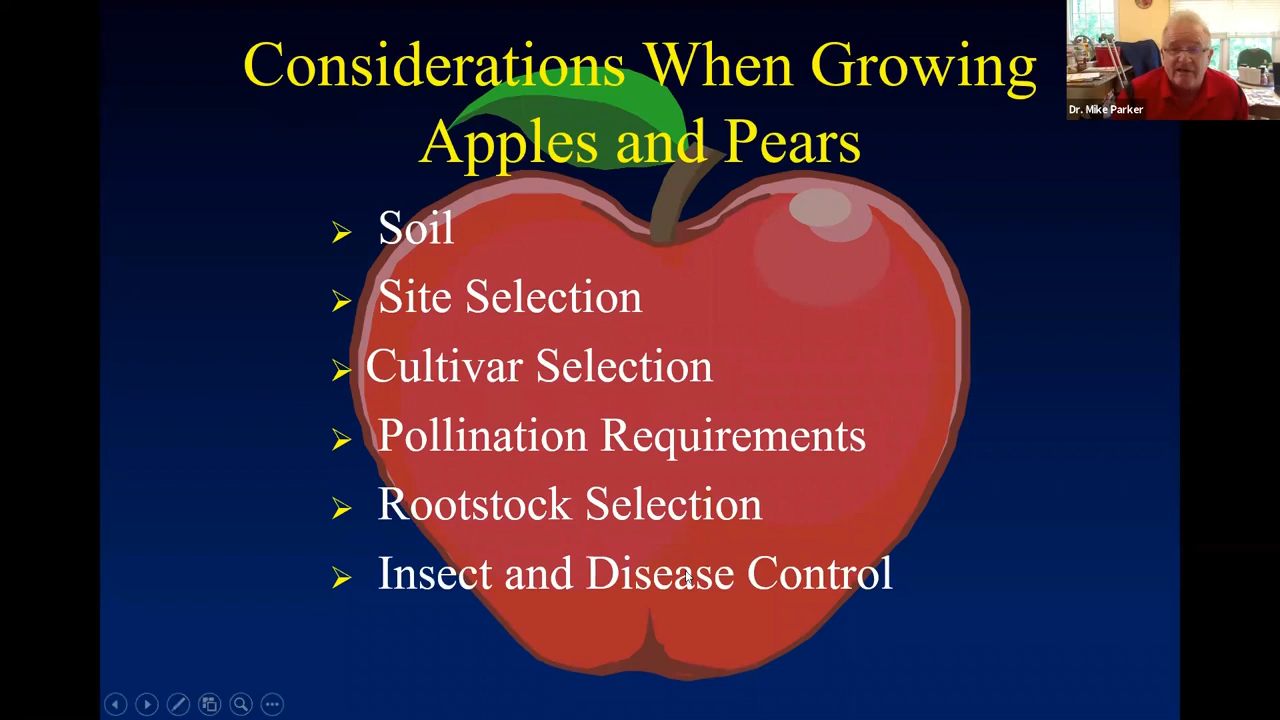 Considerations When Growing
Apples and Pears
Soil
Site Selection
Cultivar Selection
Pollination Requirements
Rootstock Selection
Insect and Disease Control
Dr. Mike Parker